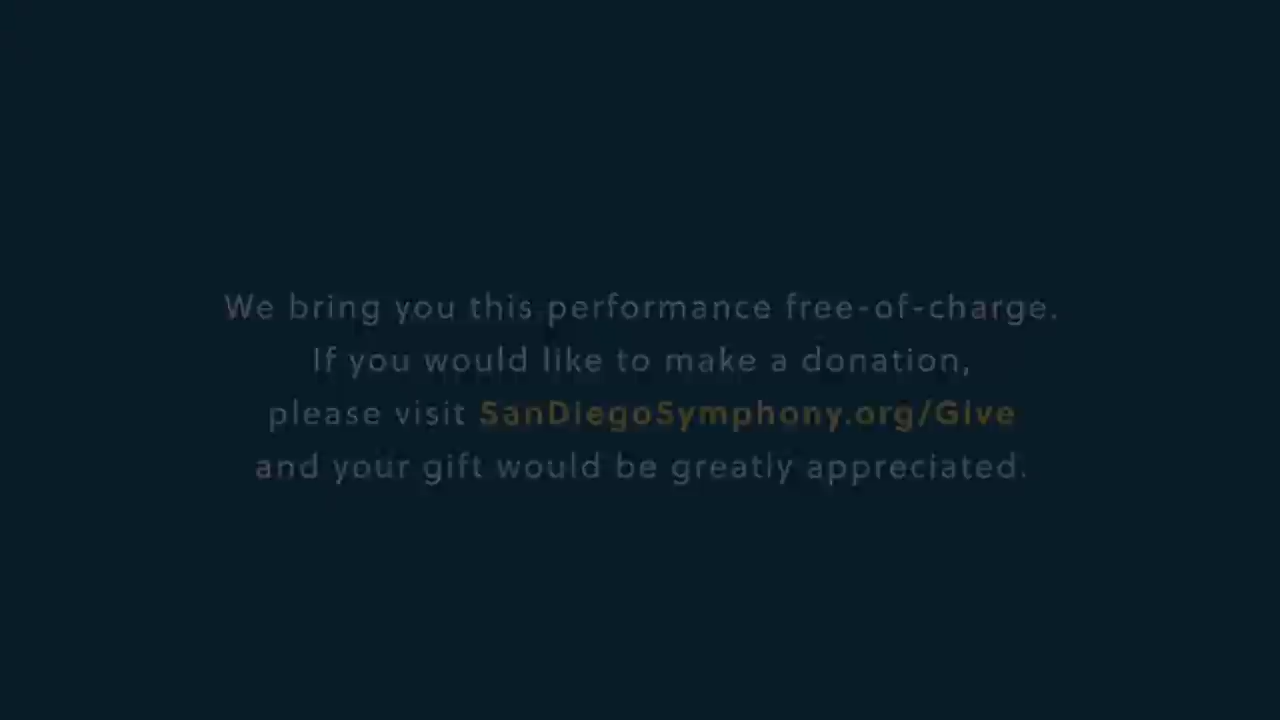 We bring you this performance free-of-charge.
If you would like to make a donation,
please visit SanDiegoSymphony.org/Give
and your gift would be greatly appreciated.